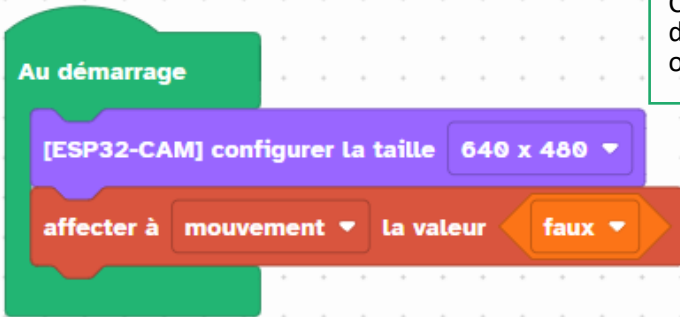 Au démarrage
[ESP32-CAM] configurer la taille 640 x 480
affecter à mouvement la valeur faux